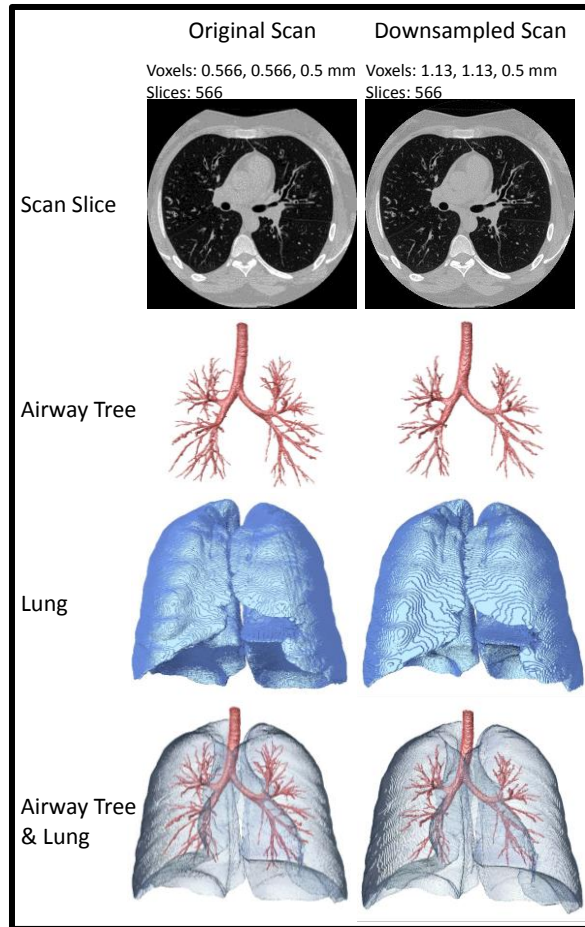 Original Scan
Downsampled Scan
Voxels: 0.566, 0.566, 0.5 mm
Slices: 566
Voxels: 1.13, 1.13, 0.5 mm
Slices: 566
Scan Slice
Airway Tree
Lung
Airway Tree
& Lung